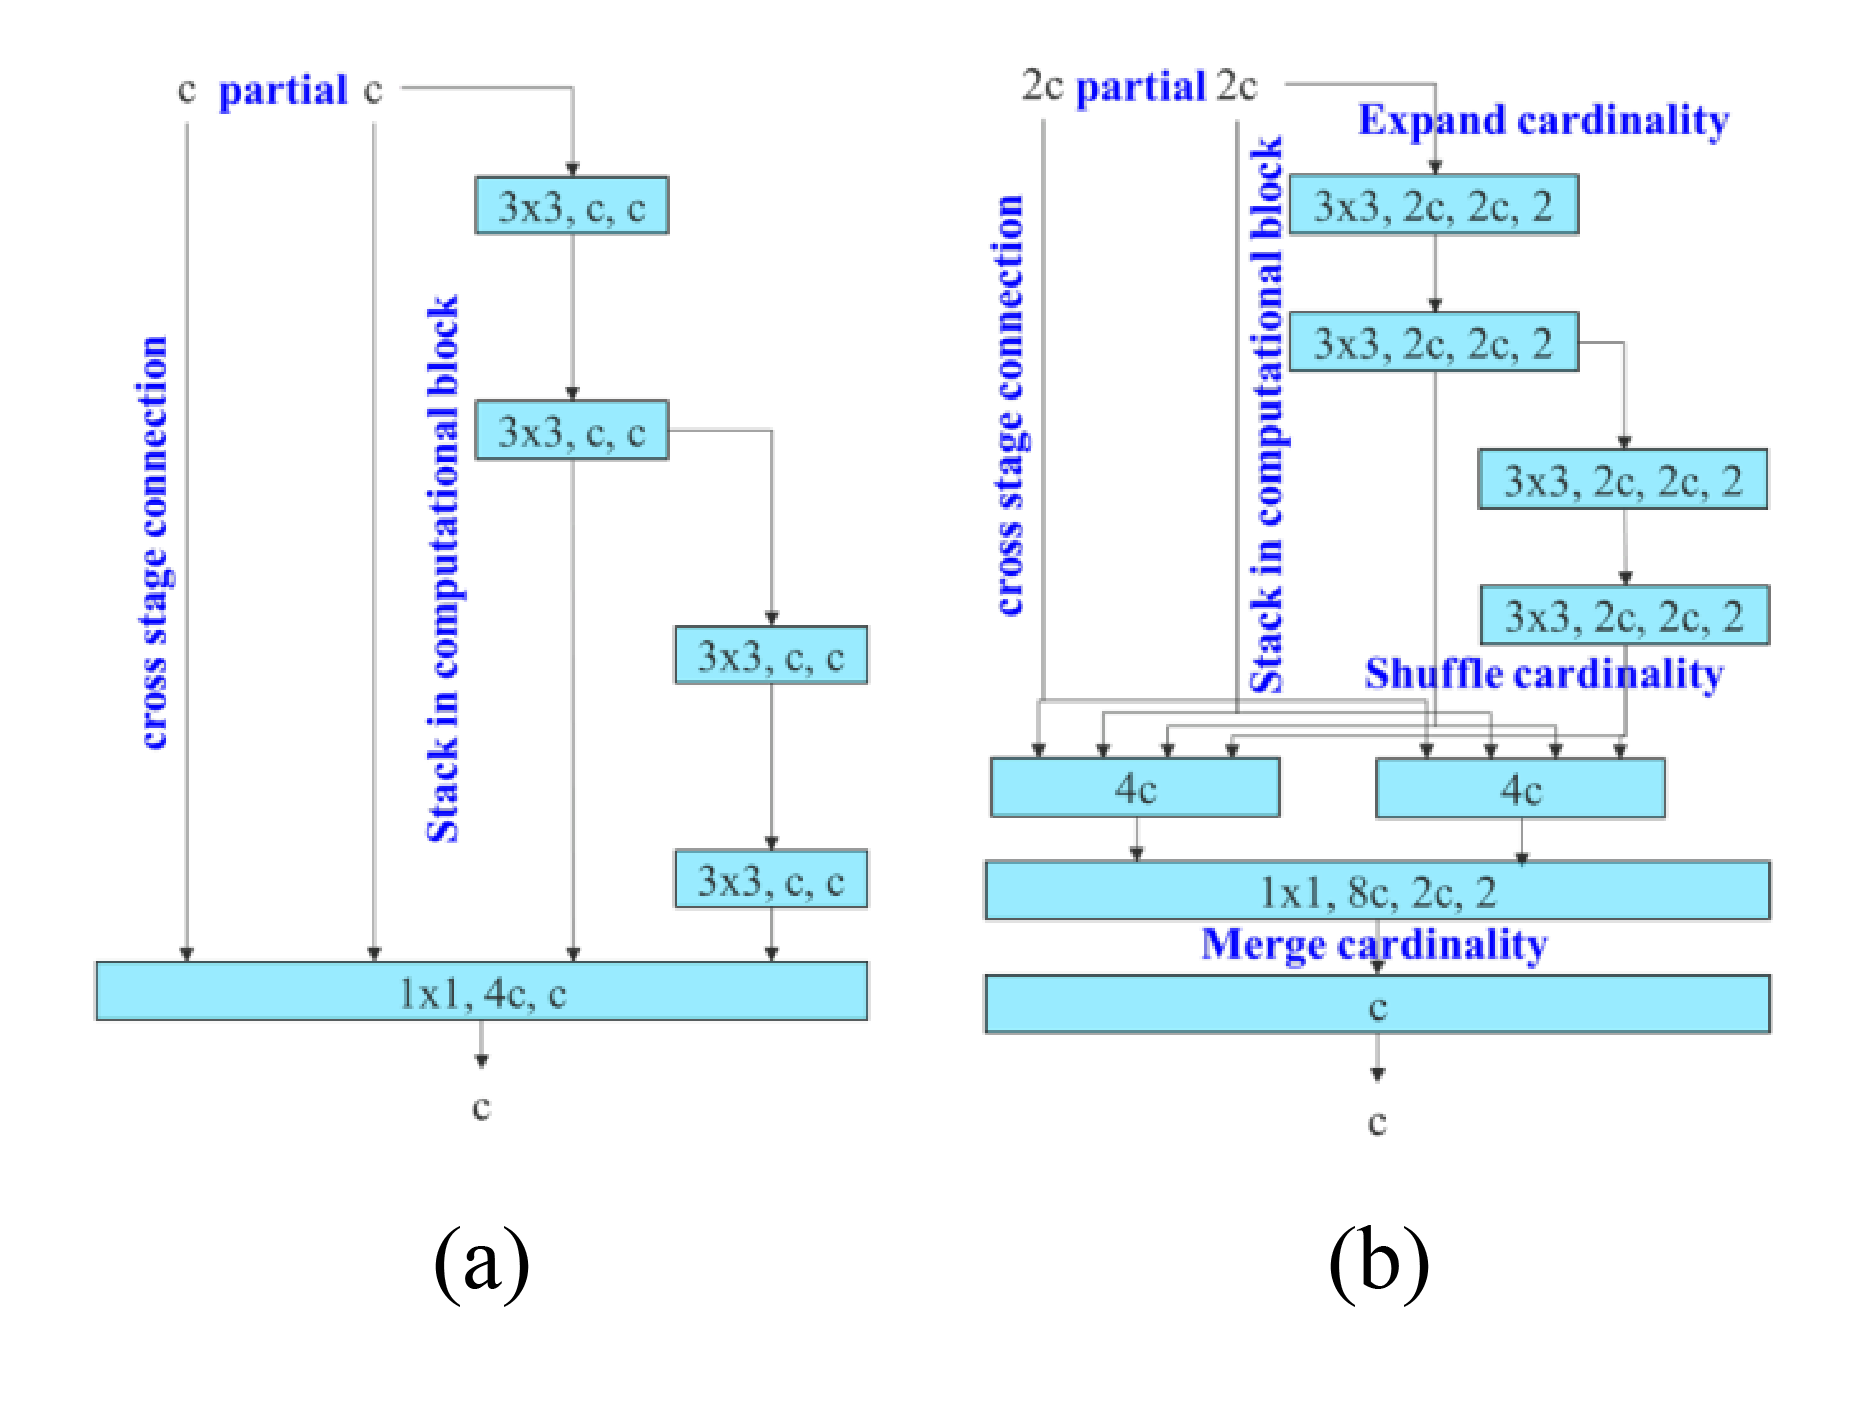 c partial c
3x3, c, c
3x3, c, c
cross stage connection
Stack in computational block
3x3, c, c
3x3, c, c
1x1, 4c, c
c
(a)
2c partial 2c
Expand cardinality
3x3, 2c, 2c, 2
3x3, 2c, 2c, 2
cross stage connection
Stack in computational block
3x3, 2c, 2c, 2
3x3, 2c, 2c, 2
Shuffle cardinality
4c
4c
1x1, 8c, 2c, 2
Merge cardinality
c
c
(b)